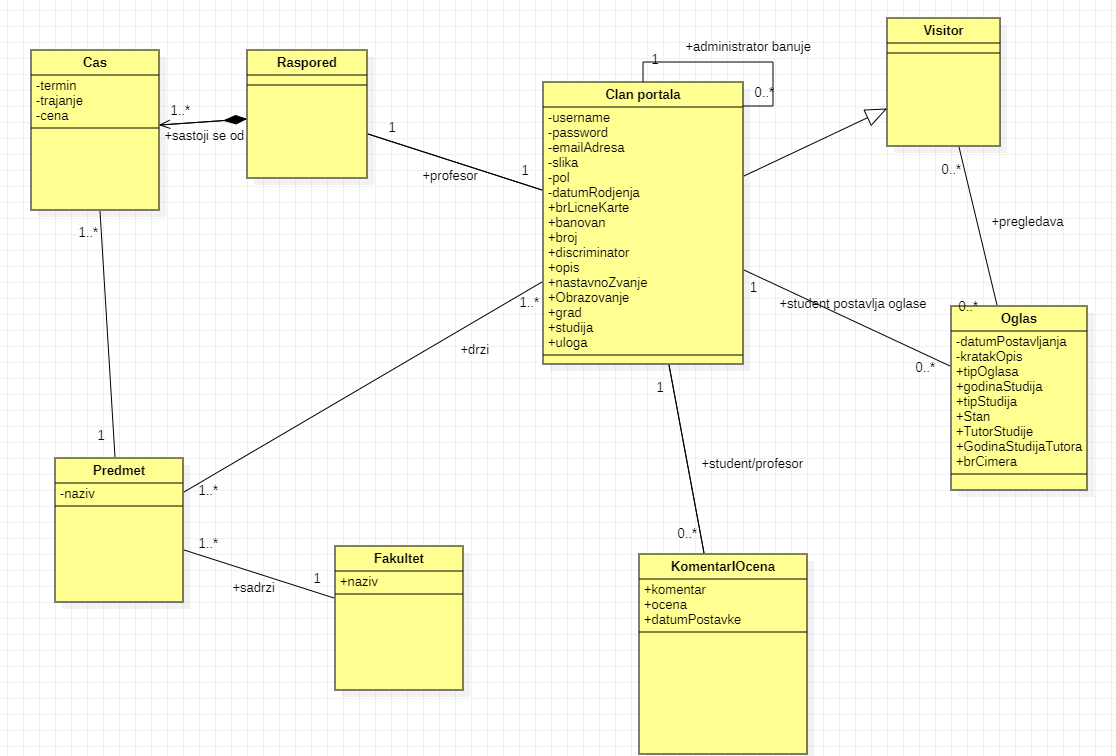 Cas
-termin
-trajanje
-cena
1..*
+sastoji se od
Raspored
1
+profesor
1
+administrator banuje
1
0..*
Clan portala
-username
-password
-emailAdresa
-slika
-pol
-datumRodjenja
+brLicneKarte
+banovan
+broj
+discriminator
+opis
+nastavnoZvanje
+Obrazovanje
+grad
+studija
+uloga
Visitor
0..*
+pregledava
0..*
1
+student postavlja oglase
0..*
Oglas
-datumPostavljanja
-kratakOpis
+tipOglasa
+godinaStudija
+tipStudija
+Stan
+TutorStudije
+GodinaStudijaTutora
+brCimera
1..*
1
1..*
+drzi
1..*
Predmet
-naziv
1..*
+sadrzi
1
Fakultet
+naziv
1
+student/profesor
0..*
KomentarIOcena
+komentar
+ocena
+datumPostavke